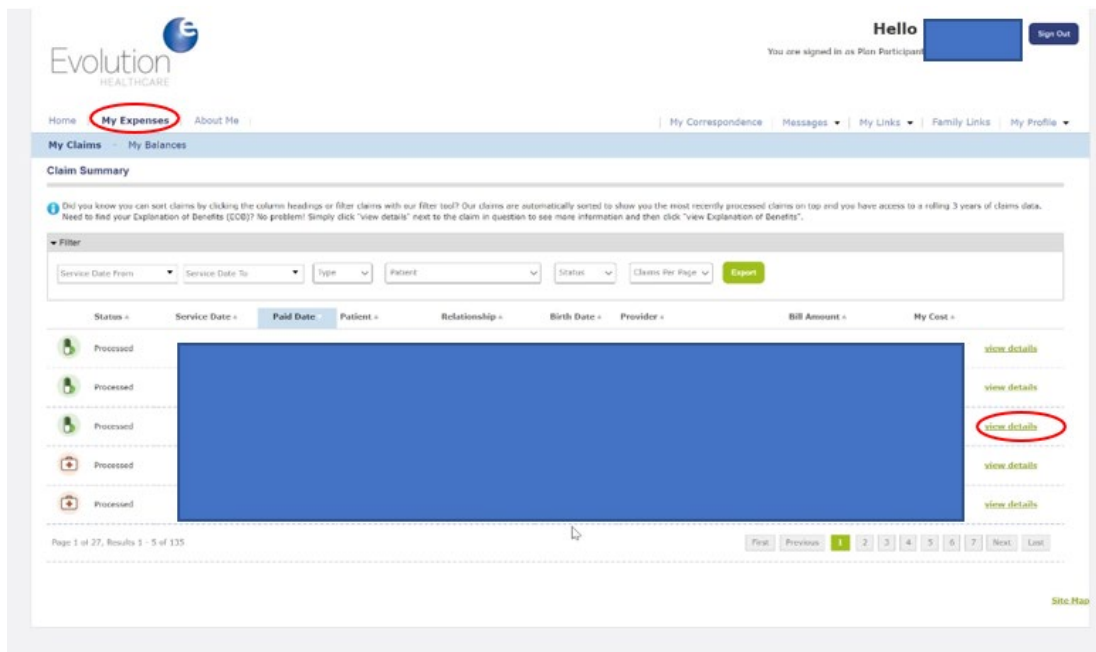 Evolution
HEALTHCARE
Hello
You are signed in as Plan Participant
Sign Out
Home My Expenses About Me
My Correspondence Messages My Links Family Links My Profile
My Claims My Balances
Claim Summary
Did you know you can sort claims by clicking the column headings or filter claims with our filter tool? Our claims are automatically sorted to show you the most recently processed claims on top and you have access to a rolling 3 years of claims data.
Need to find your Explanation of Benefits (EOB)? No problem! Simply click "view details" next to the claim in question to see more information and then click "view Explanation of Benefits".
Filter
Service Date From Service Date To Type Patient Status Claims Per Page Export
Status Service Date Paid Date Patient Relationship Birth Date Provider Bill Amount My Cost
Processed view details
Processed view details
Processed view details
Processed view details
Processed view details
Page 1 of 27, Results 1 - 5 of 135
First Previous 1 2 3 4 5 6 7 Next Last
Site Map